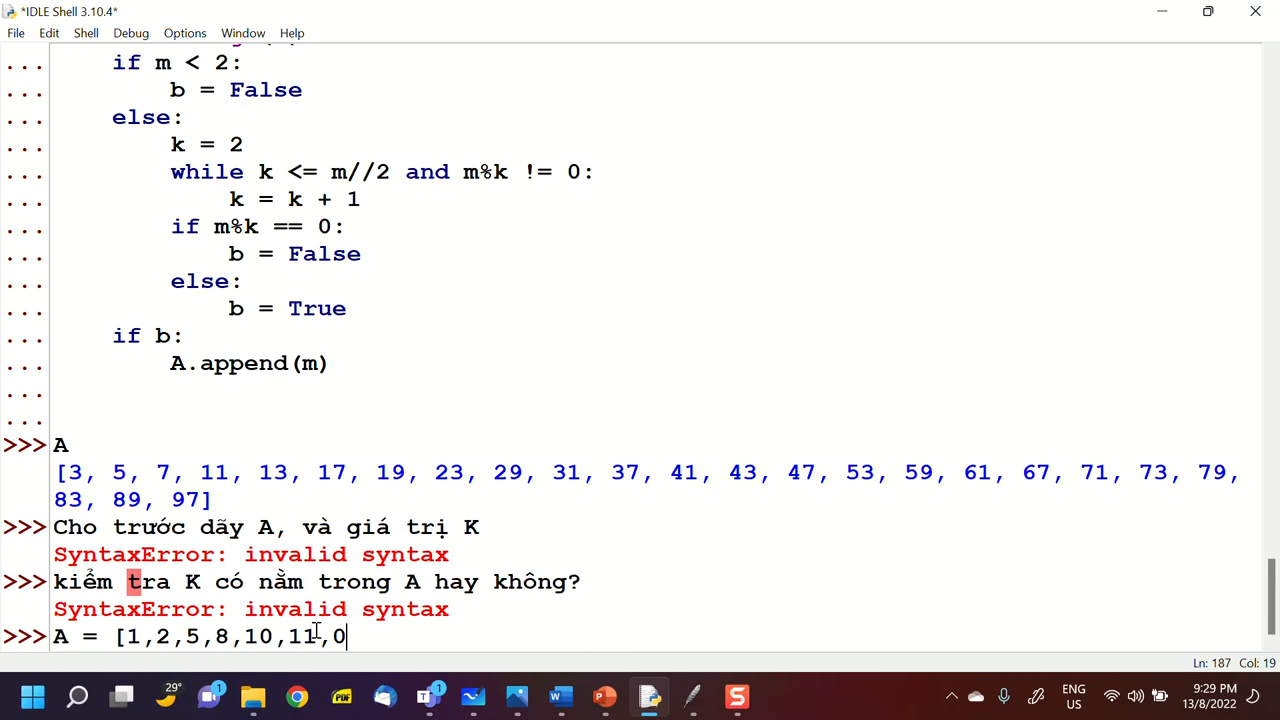 *IDLE Shell 3.10.4*
File Edit Shell Debug Options Window Help
... if m < 2:
... b = False
... else:
... k = 2
... while k <= m//2 and m%k != 0:
... k = k + 1
... if m%k == 0:
... b = False
... else:
... b = True
... if b:
... A.append(m)
...
...
>>> A
[3, 5, 7, 11, 13, 17, 19, 23, 29, 31, 37, 41, 43, 47, 53, 59, 61, 67, 71, 73, 79,
83, 89, 97]
>>> Cho trước dãy A, và giá trị K
SyntaxError: invalid syntax
>>> kiểm tra K có nằm trong A hay không?
SyntaxError: invalid syntax
>>> A = [1,2,5,8,10,11,0
Ln: 187 Col: 19
29°
1
PDF
1
W
P
S
ENG
US
9:29 PM
13/8/2022